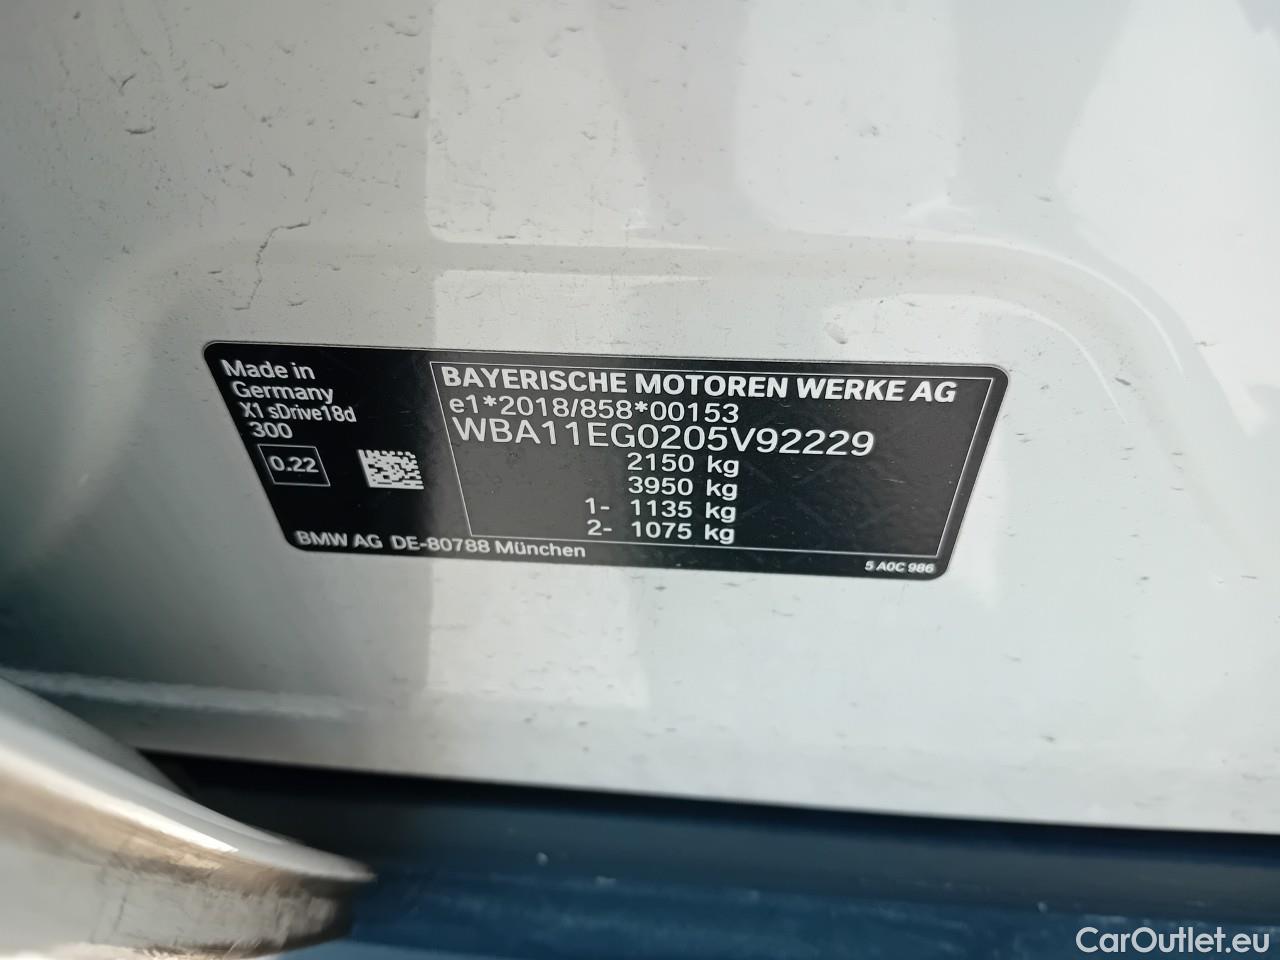 Made in
Germany
X1 sDrive18d
300
0.22
BAYERISCHE MOTOREN WERKE AG
e1*2018/858*00153
WBA11EG0205V92229
2150 kg
3950 kg
1- 1135 kg
2- 1075 kg
BMW AG DE-80788 München
5 A0C 986
CarOutlet.eu